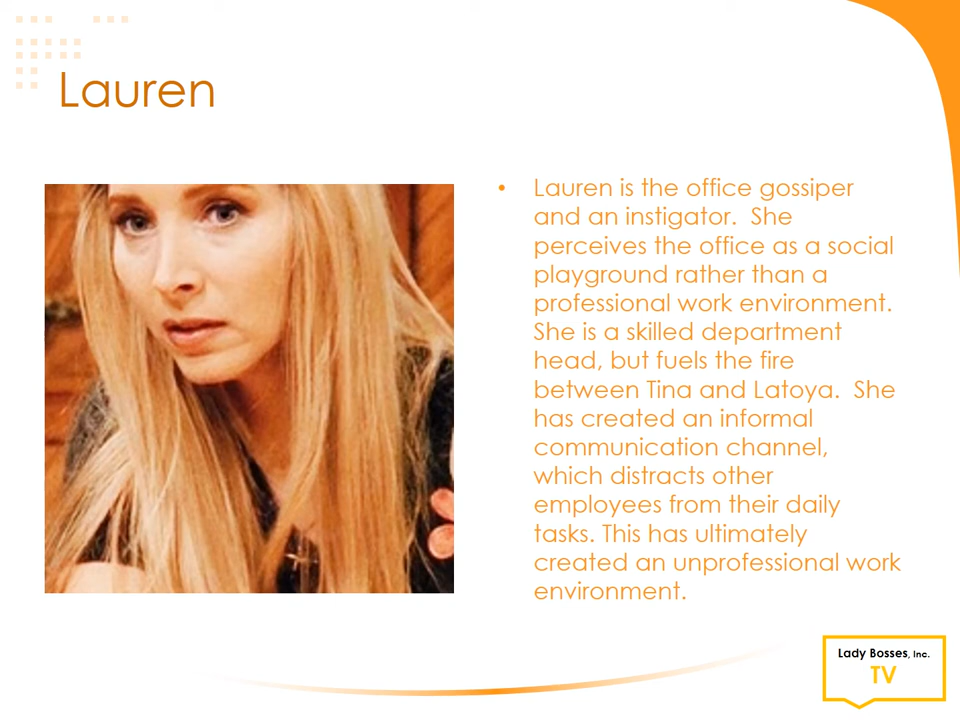 Lauren
• Lauren is the office gossiper
and an instigator.  She
perceives the office as a social
playground rather than a
professional work environment.
She is a skilled department
head, but fuels the fire
between Tina and Latoya.  She
has created an informal
communication channel,
which distracts other
employees from their daily
tasks. This has ultimately
created an unprofessional work
environment.
Lady Bosses, Inc.
TV